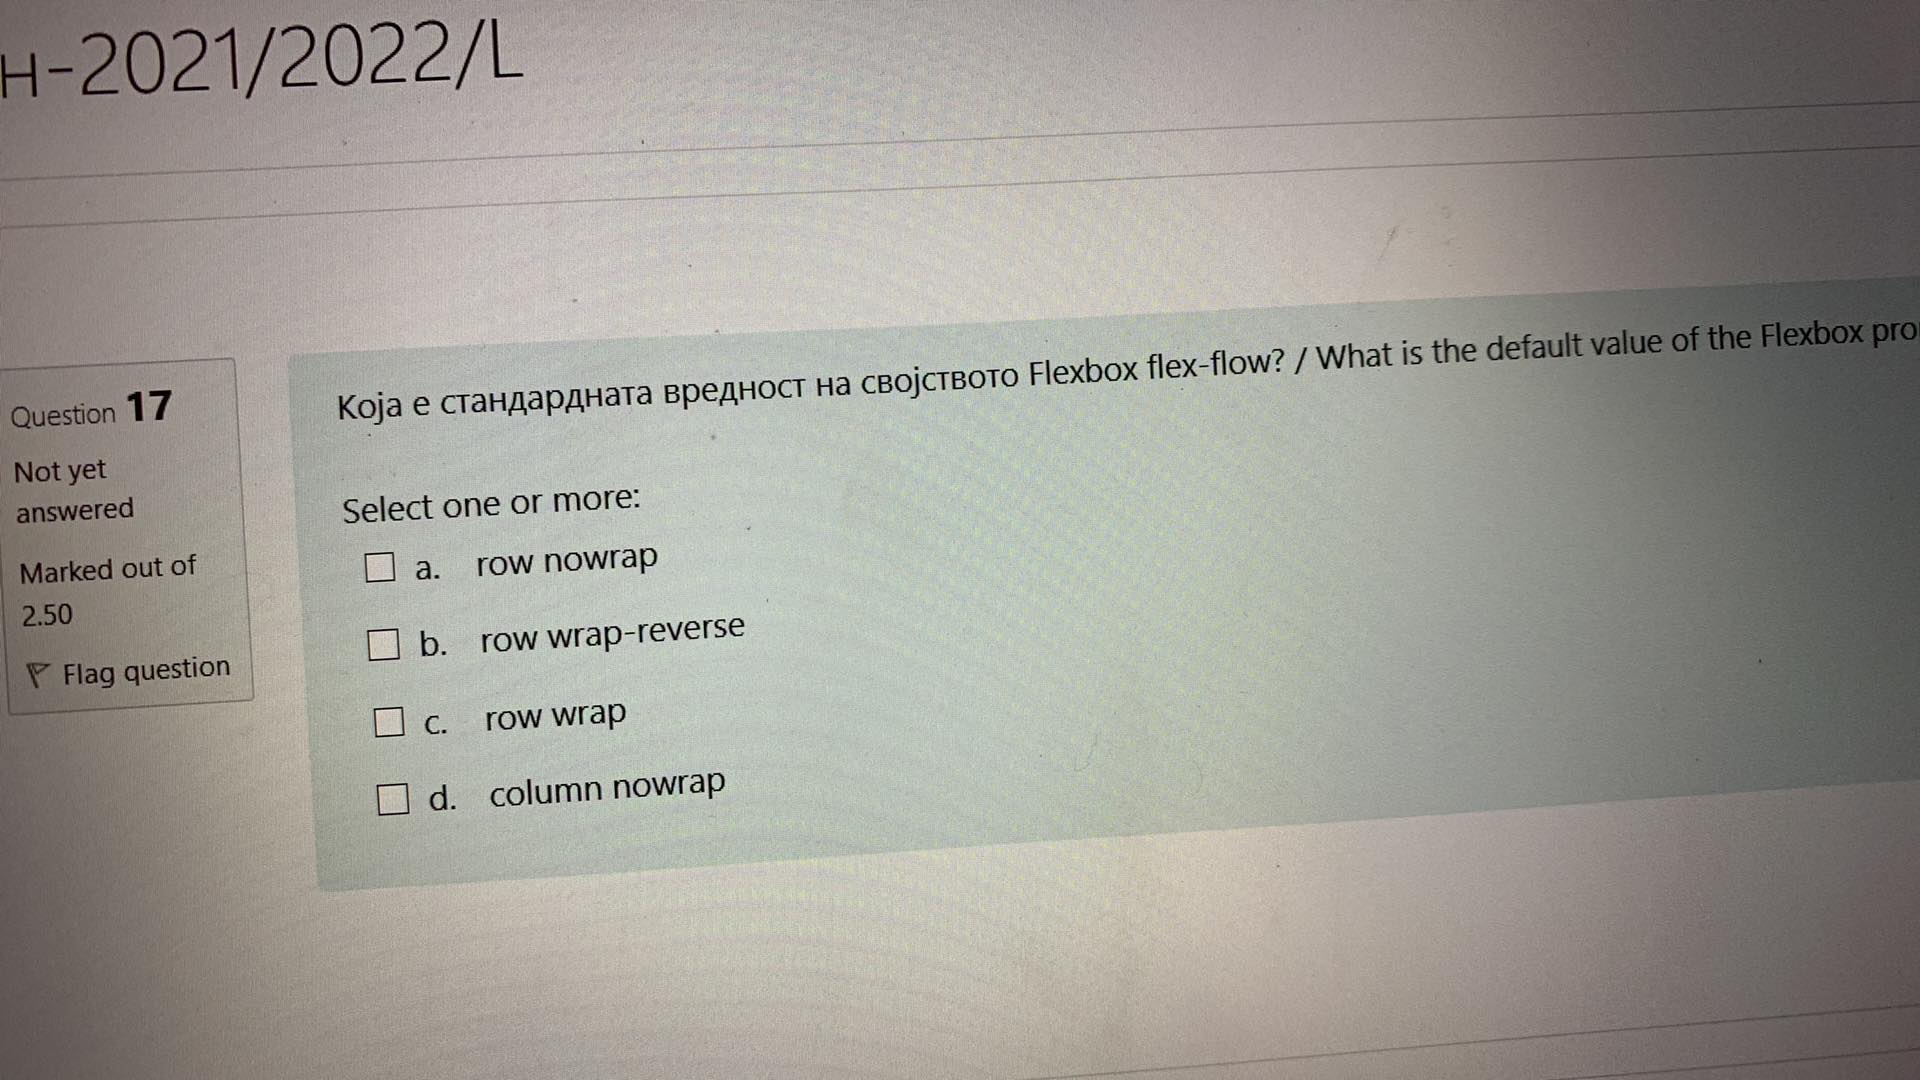 н-2021/2022/L
Question 17
Not yet
answered
Marked out of
2.50
Flag question
Која е стандардната вредност на својството Flexbox flex-flow? / What is the default value of the Flexbox pro
Select one or more:
a. row nowrap
b. row wrap-reverse
c. row wrap
d. column nowrap